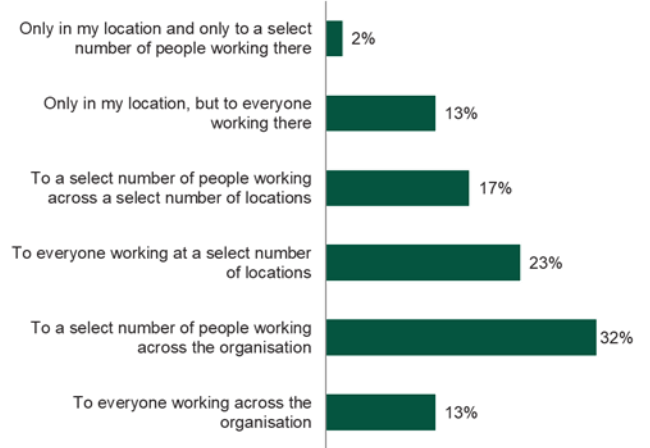 Only in my location and only to a select
number of people working there
2%
Only in my location, but to everyone
working there
13%
To a select number of people working
across a select number of locations
17%
To everyone working at a select number
of locations
23%
To a select number of people working
across the organisation
32%
To everyone working across the
organisation
13%